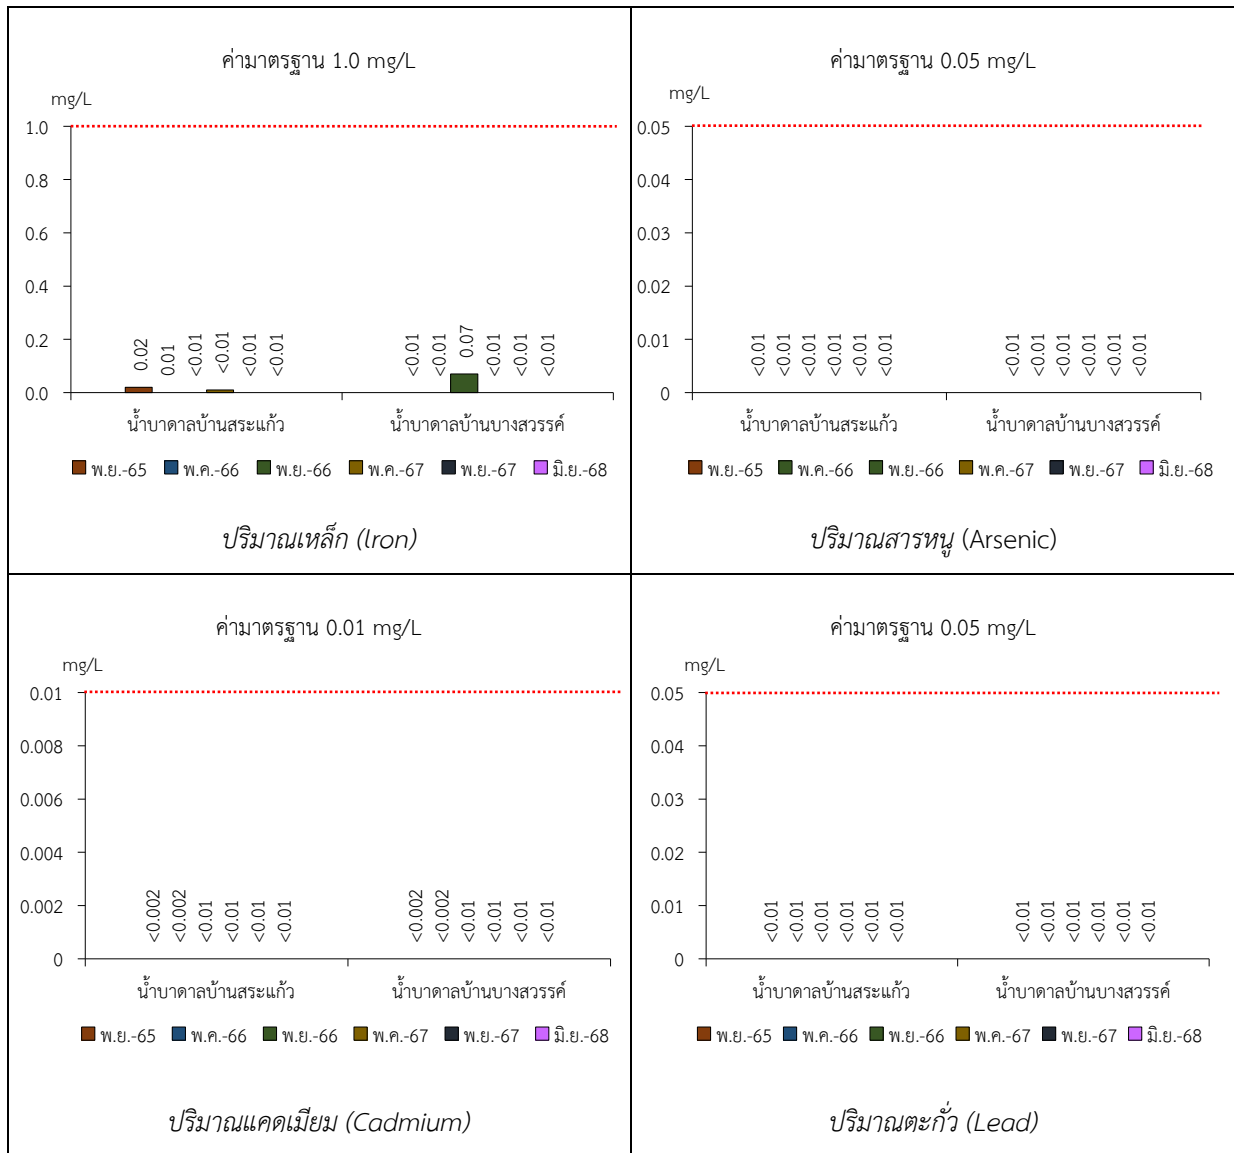 ค่ามาตรฐาน 1.0 mg/L
mg/L
1.0
0.8
0.6
0.4
0.2
0.0
0.02 0.01 <0.01 <0.01 <0.01 <0.01
<0.01 <0.01 0.07 <0.01 <0.01 <0.01
น้ำบาดาลบ้านสระแก้ว น้ำบาดาลบ้านบางสวรรค์
พ.ย.-65 พ.ค.-66 พ.ย.-66 พ.ค.-67 พ.ย.-67 มิ.ย.-68
ปริมาณเหล็ก (Iron)
ค่ามาตรฐาน 0.05 mg/L
mg/L
0.05
0.04
0.03
0.02
0.01
0
<0.01 <0.01 <0.01 <0.01 <0.01 <0.01
<0.01 <0.01 <0.01 <0.01 <0.01 <0.01
น้ำบาดาลบ้านสระแก้ว น้ำบาดาลบ้านบางสวรรค์
พ.ย.-65 พ.ค.-66 พ.ย.-66 พ.ค.-67 พ.ย.-67 มิ.ย.-68
ปริมาณสารหนู (Arsenic)
ค่ามาตรฐาน 0.01 mg/L
mg/L
0.01
0.008
0.006
0.004
0.002
0
<0.002 <0.002 <0.01 <0.01 <0.01 <0.01
<0.002 <0.002 <0.01 <0.01 <0.01 <0.01
น้ำบาดาลบ้านสระแก้ว น้ำบาดาลบ้านบางสวรรค์
พ.ย.-65 พ.ค.-66 พ.ย.-66 พ.ค.-67 พ.ย.-67 มิ.ย.-68
ปริมาณแคดเมียม (Cadmium)
ค่ามาตรฐาน 0.05 mg/L
mg/L
0.05
0.04
0.03
0.02
0.01
0
<0.01 <0.01 <0.01 <0.01 <0.01 <0.01
<0.01 <0.01 <0.01 <0.01 <0.01 <0.01
น้ำบาดาลบ้านสระแก้ว น้ำบาดาลบ้านบางสวรรค์
พ.ย.-65 พ.ค.-66 พ.ย.-66 พ.ค.-67 พ.ย.-67 มิ.ย.-68
ปริมาณตะกั่ว (Lead)